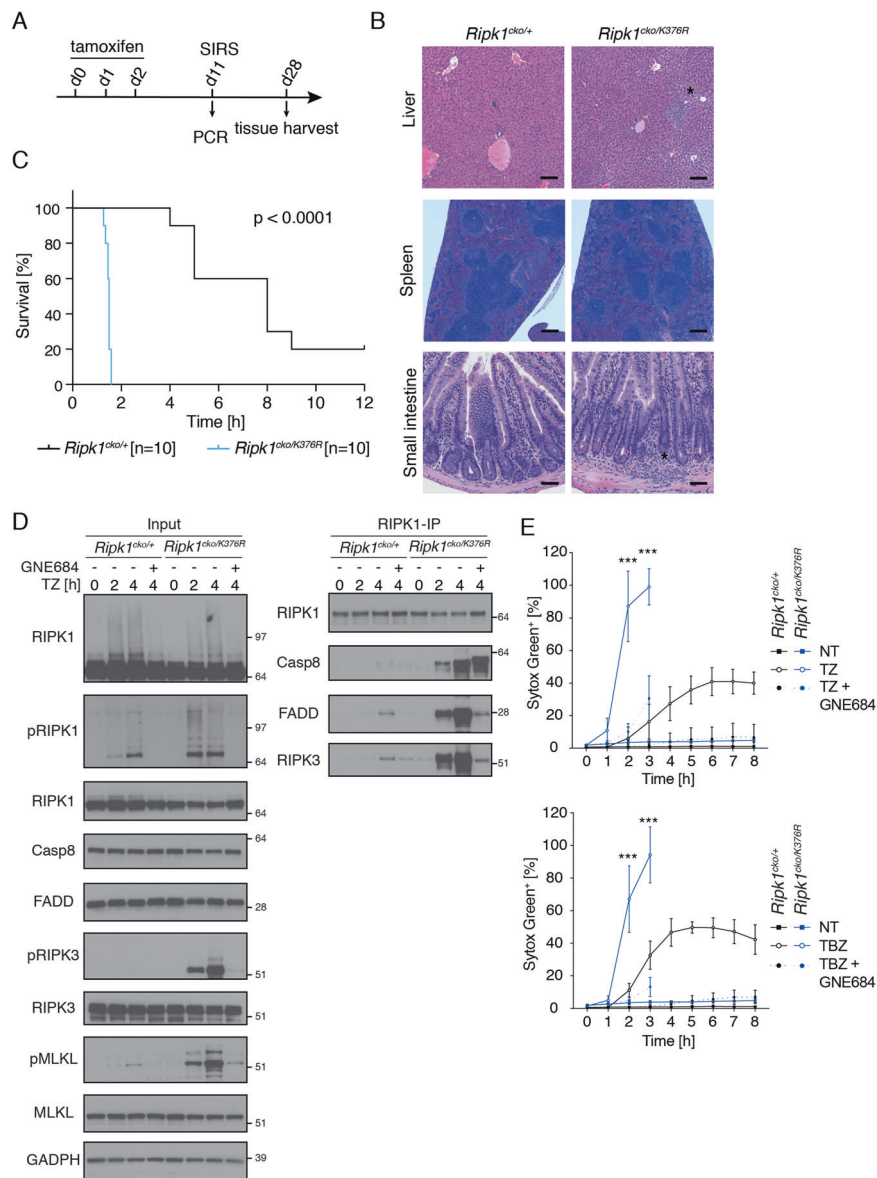 A
tamoxifen
SIRS
d0
d1
d2
d11
d28
PCR
tissue harvest
B
Ripk1cko/+
Ripk1cko/K376R
Liver
*
Spleen
Small intestine
*
C
p < 0.0001
Survival [%]
100
80
60
40
20
0
0 2 4 6 8 10 12
Time [h]
Ripk1cko/+ [n=10]
Ripk1cko/K376R [n=10]
D
Input
Ripk1cko/+ Ripk1cko/K376R
GNE684 - - - + - - - +
TZ [h] 0 2 4 4 0 2 4 4
RIPK1
97
64
pRIPK1
97
64
RIPK1
64
Casp8
64
FADD
28
pRIPK3
51
RIPK3
51
pMLKL
51
MLKL
51
GADPH
39
RIPK1-IP
Ripk1cko/+ Ripk1cko/K376R
- - - + - - - +
0 2 4 4 0 2 4 4
RIPK1
64
Casp8
64
FADD
28
RIPK3
51
E
Sytox Green+ [%]
120
100
80
60
40
20
0
*** ***
0 1 2 3 4 5 6 7 8
Time [h]
Ripk1cko/+
Ripk1cko/K376R
NT
TZ
TZ +
GNE684
Sytox Green+ [%]
120
100
80
60
40
20
0
*** ***
0 1 2 3 4 5 6 7 8
Time [h]
Ripk1cko/+
Ripk1cko/K376R
NT
TBZ
TBZ +
GNE684